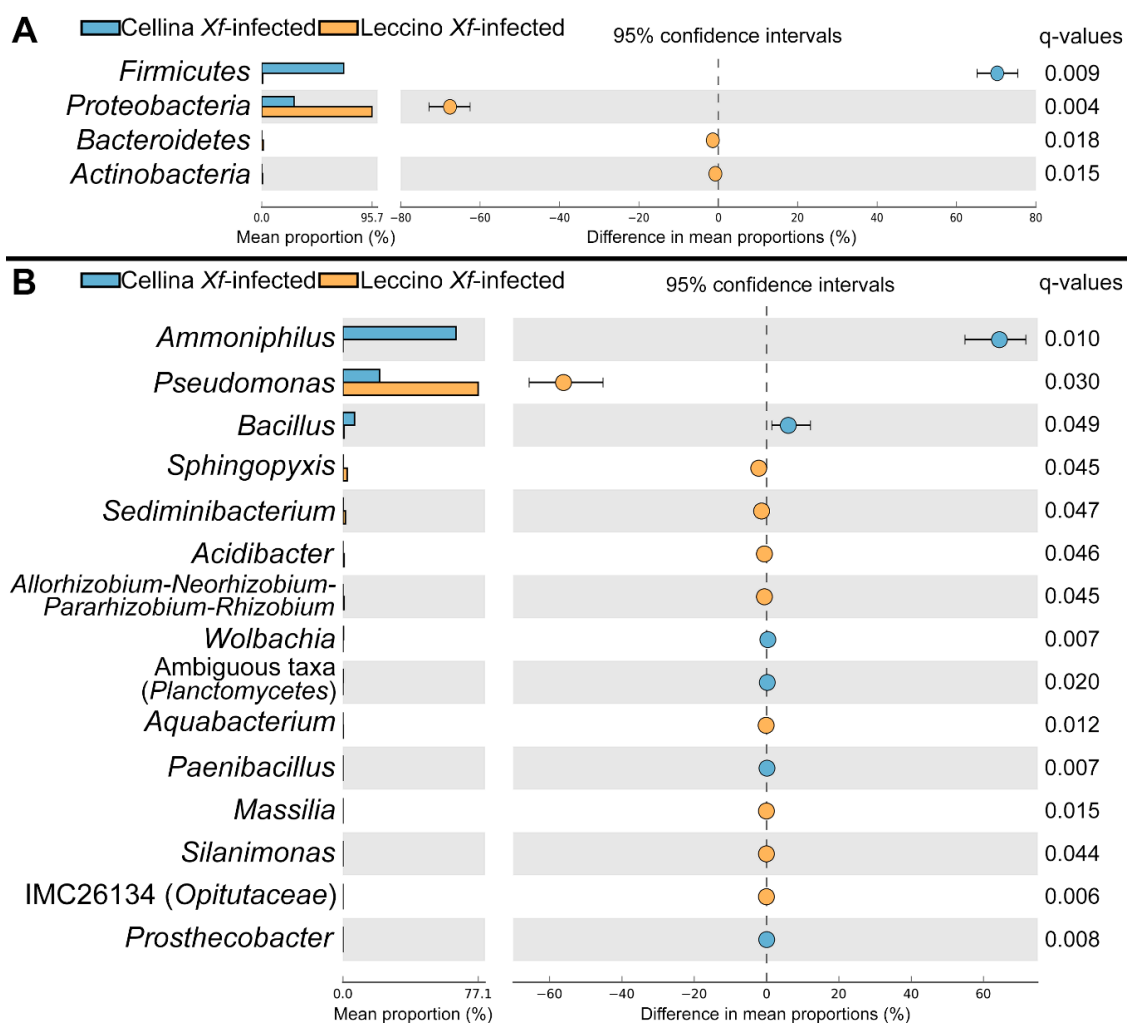 A
Cellina Xf-infected Leccino Xf-infected
95% confidence intervals
q-values
Firmicutes 0.009
Proteobacteria 0.004
Bacteroidetes 0.018
Actinobacteria 0.015
0.0 95.7 −80 −60 −40 −20 0 20 40 60 80
Mean proportion (%) Difference in mean proportions (%)
B
Cellina Xf-infected Leccino Xf-infected
95% confidence intervals
q-values
Ammoniphilus 0.010
Pseudomonas 0.030
Bacillus 0.049
Sphingopyxis 0.045
Sediminibacterium 0.047
Acidibacter 0.046
Allorhizobium-Neorhizobium-
Pararhizobium-Rhizobium 0.045
Wolbachia 0.007
Ambiguous taxa
(Planctomycetes) 0.020
Aquabacterium 0.012
Paenibacillus 0.007
Massilia 0.015
Silanimonas 0.044
IMC26134 (Opitutaceae) 0.006
Prosthecobacter 0.008
0.0 77.1 −60 −40 −20 0 20 40 60
Mean proportion (%) Difference in mean proportions (%)